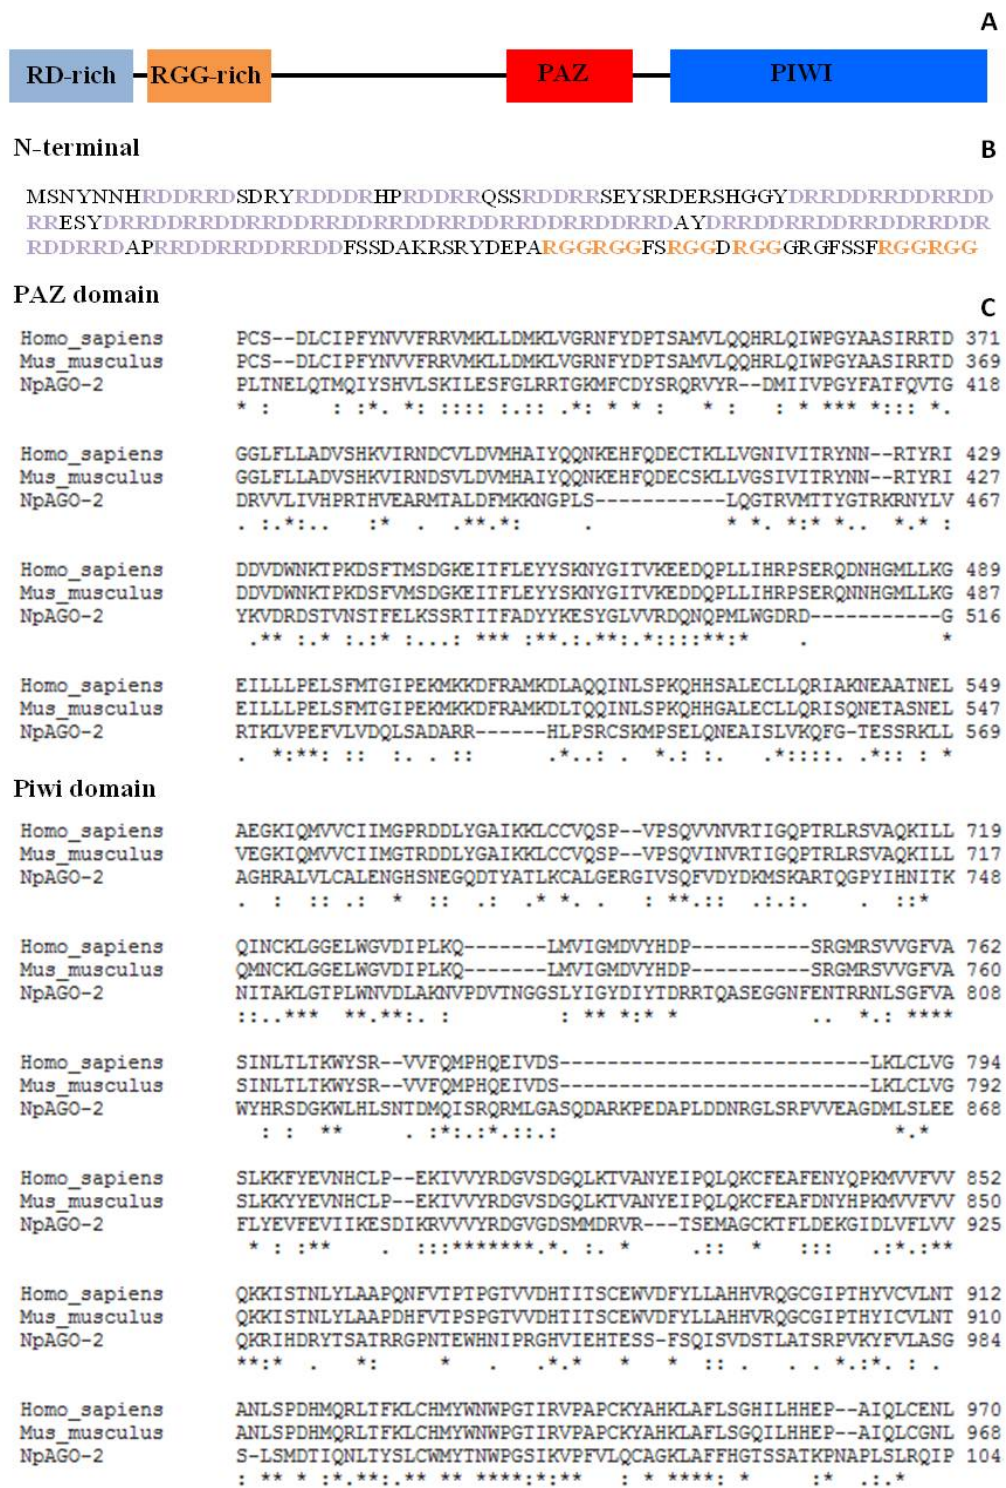 A
RD-rich RGG-rich PAZ PIWI
N-terminal B
MSNYNNHRDDRRDSDRYRDDDRHPRDDRRQSSRDDRRSEYSRDERSHGGYDRRDDRRDDRRDD
RRESYDRRDDRRDDRRDDRRDDRRDDRRDDRRDDRRDDRRDAYDRRDDRRDDRRDDRRDDR
RDDRRDAPRRDDRRDDRRDDFSSDAKRSRYDEPARGGRGGFSRGGDRGGGRGFSSFRGGRGG
PAZ domain C
Homo_sapiens PCS--DLCIPFYNVVFRRVMKLLDMKLVGRNFYDPTSAMVLQQHRLQIWPGYAASIRRTD 371
Mus_musculus PCS--DLCIPFYNVVFRRVMKLLDMKLVGRNFYDPTSAMVLQQHRLQIWPGYAASIRRTD 369
NpAGO-2 PLTNELQTMQIYSHVLSKILESFGLRRTGKMFCDYSRQRVYR--DMIIVPGYFATFQVTG 418
* : : :*. *: :::: :.:: .*: * * : * : : * *** *::: *.
Homo_sapiens GGLFLLADVSHKVIRNDCVLDVMHAIYQQNKEHFQDECTKLLVGNIVITRYNN--RTYRI 429
Mus_musculus GGLFLLADVSHKVIRNDSVLDVMHAIYQQNKEHFQDECSKLLVGSIVITRYNN--RTYRI 427
NpAGO-2 DRVVLIVHPRTHVEARMTALDFMKKNGPLS-----------LQGTRVMTTYGTRKRNYLV 467
. :.*:.. :* . .**.*: . * *. *:* *.. *.* :
Homo_sapiens DDVDWNKTPKDSFTMSDGKEITFLEYYSKNYGITVKEEDQPLLIHRPSERQDNHGMLLKG 489
Mus_musculus DDVDWNKTPKDSFVMSDGKEITFLEYYSKNYGITVKEDDQPLLIHRPSERQNNHGMLLKG 487
NpAGO-2 YKVDRDSTVNSTFELKSSRTITFADYYKESYGLVVRDQNQPMLWGDRD-----------G 516
.** :.* :.:* :...: *** :**.:.**:.*::::**:* . *
Homo_sapiens EILLLPELSFMTGIPEKMKKDFRAMKDLAQQINLSPKQHHSALECLLQRIAKNEAATNEL 549
Mus_musculus EILLLPELSFMTGIPEKMKKDFRAMKDLTQQINLSPKQHHGALECLLQRISQNETASNEL 547
NpAGO-2 RTKLVPEFVLVDQLSADARR------HLPSRCSKMPSELQNEAISLVKQFG-TESSRKLL 569
. *:**: :: :. . :: .*..: . *.: :. .*::::. .*:: : *
Piwi domain
Homo_sapiens AEGKIQMVVCIIMGPRDDLYGAIKKLCCVQSP--VPSQVVNVRTIGQPTRLRSVAQKILL 719
Mus_musculus VEGKIQMVVCIIMGTRDDLYGAIKKLCCVQSP--VPSQVINVRTIGQPTRLRSVAQKILL 717
NpAGO-2 AGHRALVLCALENGHSNEGQDTYATLKCALGERGIVSQFVDYDKMSKARTQGPYIHNITK 748
. : :: .: * :: .: .* *. . : **.:: .:.:. . ::*
Homo_sapiens QINCKLGGELWGVDIPLKQ-------LMVIGMDVYHDP----------SRGMRSVVGFVA 762
Mus_musculus QMNCKLGGELWGVDIPLKQ-------LMVIGMDVYHDP----------SRGMRSVVGFVA 760
NpAGO-2 NITAKLGTPLWNVDLAKNVPDVTNGGSLYIGYDIYTDRRTQASEGGNFENTRRNLSGFVA 808
::..*** **.**:. : : ** *:* * .. *.: ****
Homo_sapiens SINLTLTKWYSR--VVFQMPHQEIVDS--------------------------LKLCLVG 794
Mus_musculus SINLTLTKWYSR--VVFQMPHQEIVDS--------------------------LKLCLVG 792
NpAGO-2 WYHRSDGKWLHLSNTDMQISRQRMLGASQDARKPEDAPLDDNRGLSRPVVEAGDMLSLEE 868
: : ** . :*:.:*.::.: *.*
Homo_sapiens SLKKFYEVNHCLP--EKIVVYRDGVSDGQLKTVANYEIPQLQKCFEAFENYQPKMVVFVV 852
Mus_musculus SLKKYYEVNHCLP--EKIVVYRDGVSDGQLKTVANYEIPQLQKCFEAFDNYHPKMVVFVV 850
NpAGO-2 FLYEVFEVIIKESDIKRVVVYRDGVGDSMMDRVR---TSEMAGCKTFLDEKGIDLVFLVV 925
* : :** . :::*******.*. :. * .:: * ::: .:*.:**
Homo_sapiens QKKISTNLYLAAPQNFVTPTPGTVVDHTITSCEWVDFYLLAHHVRQGCGIPTHYVCVLNT 912
Mus_musculus QKKISTNLYLAAPDHFVTPSPGTVVDHTITSCEWVDFYLLAHHVRQGCGIPTHYICVLNT 910
NpAGO-2 QKRIHDRYTSATRRGPNTEWHNIPRGHVIEHTESS-FSQISVDSTLATSRPVKYFVLASG 984
**:* . *: * . .*.* * * :: . . . *.:*. : .
Homo_sapiens ANLSPDHMQRLTFKLCHMYWNWPGTIRVPAPCKYAHKLAFLSGHILHHEP--AIQLCENL 970
Mus_musculus ANLSPDHMQRLTFKLCHMYWNWPGTIRVPAPCKYAHKLAFLSGQILHHEP--AIQLCGNL 968
NpAGO-2 S-LSMDTIQNLTYSLCWMYTNWPGSIKVPFVLQCAGKLAFFHGTSSATKPNAPLSLRQIP 104
: ** * :*.**:.** ** ****:*:** : * ****: * :* .:.*